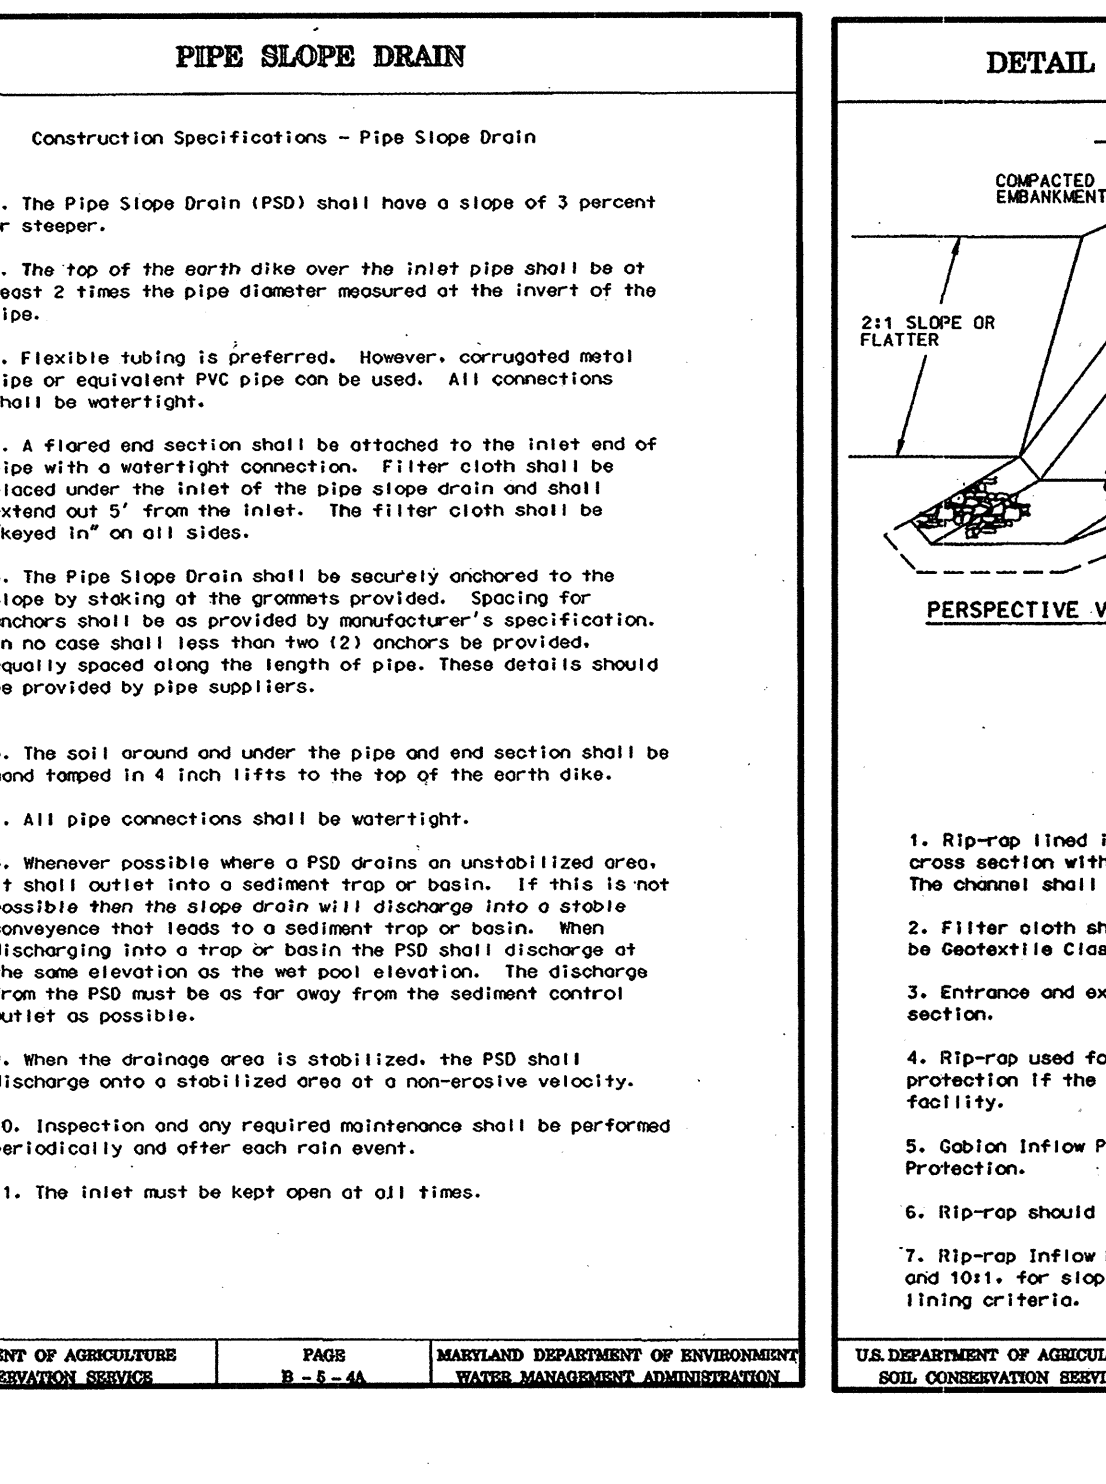 PIPE SLOPE DRAIN
Construction Specifications - Pipe Slope Drain
. The Pipe Slope Drain (PSD) shall have a slope of 3 percent
r steeper.
. The top of the earth dike over the inlet pipe shall be at
east 2 times the pipe diameter measured at the invert of the
ipe.
. Flexible tubing is preferred. However, corrugated metal
ipe or equivalent PVC pipe can be used. All connections
hall be watertight.
. A flared end section shall be attached to the inlet end of
ipe with a watertight connection. Filter cloth shall be
laced under the inlet of the pipe slope drain and shall
xtend out 5' from the inlet. The filter cloth shall be
"keyed in" on all sides.
. The Pipe Slope Drain shall be securely anchored to the
lope by staking at the grommets provided. Spacing for
nchors shall be as provided by manufacturer's specification.
n no case shall less than two (2) anchors be provided,
qually spaced along the length of pipe. These details should
e provided by pipe suppliers.
. The soil around and under the pipe and end section shall be
and tamped in 4 inch lifts to the top of the earth dike.
. All pipe connections shall be watertight.
. Whenever possible where a PSD drains an unstabilized area,
t shall outlet into a sediment trap or basin. If this is not
ossible then the slope drain will discharge into a stable
onveyence that leads to a sediment trap or basin. When
ischarging into a trap or basin the PSD shall discharge at
he same elevation as the wet pool elevation. The discharge
rom the PSD must be as far away from the sediment control
utlet as possible.
. When the drainage area is stabilized, the PSD shall
ischarge onto a stabilized area at a non-erosive velocity.
0. Inspection and any required maintenance shall be performed
eriodically and after each rain event.
1. The inlet must be kept open at all times.
ENT OF AGRICULTURE
ERVATION SERVICE
PAGE
B - 5 - 4A
MARYLAND DEPARTMENT OF ENVIRONMENT
WATER MANAGEMENT ADMINISTRATION
DETAIL
COMPACTED
EMBANKMENT
2:1 SLOPE OR
FLATTER
PERSPECTIVE V
1. Rip-rap lined i
cross section with
The channel shall
2. Filter cloth sh
be Geotextile Clas
3. Entrance and ex
section.
4. Rip-rap used fo
protection if the
facility.
5. Gabion Inflow P
Protection.
6. Rip-rap should
7. Rip-rap Inflow
and 10:1, for slop
lining criteria.
U.S. DEPARTMENT OF AGRICUL
SOIL CONSERVATION SERVI